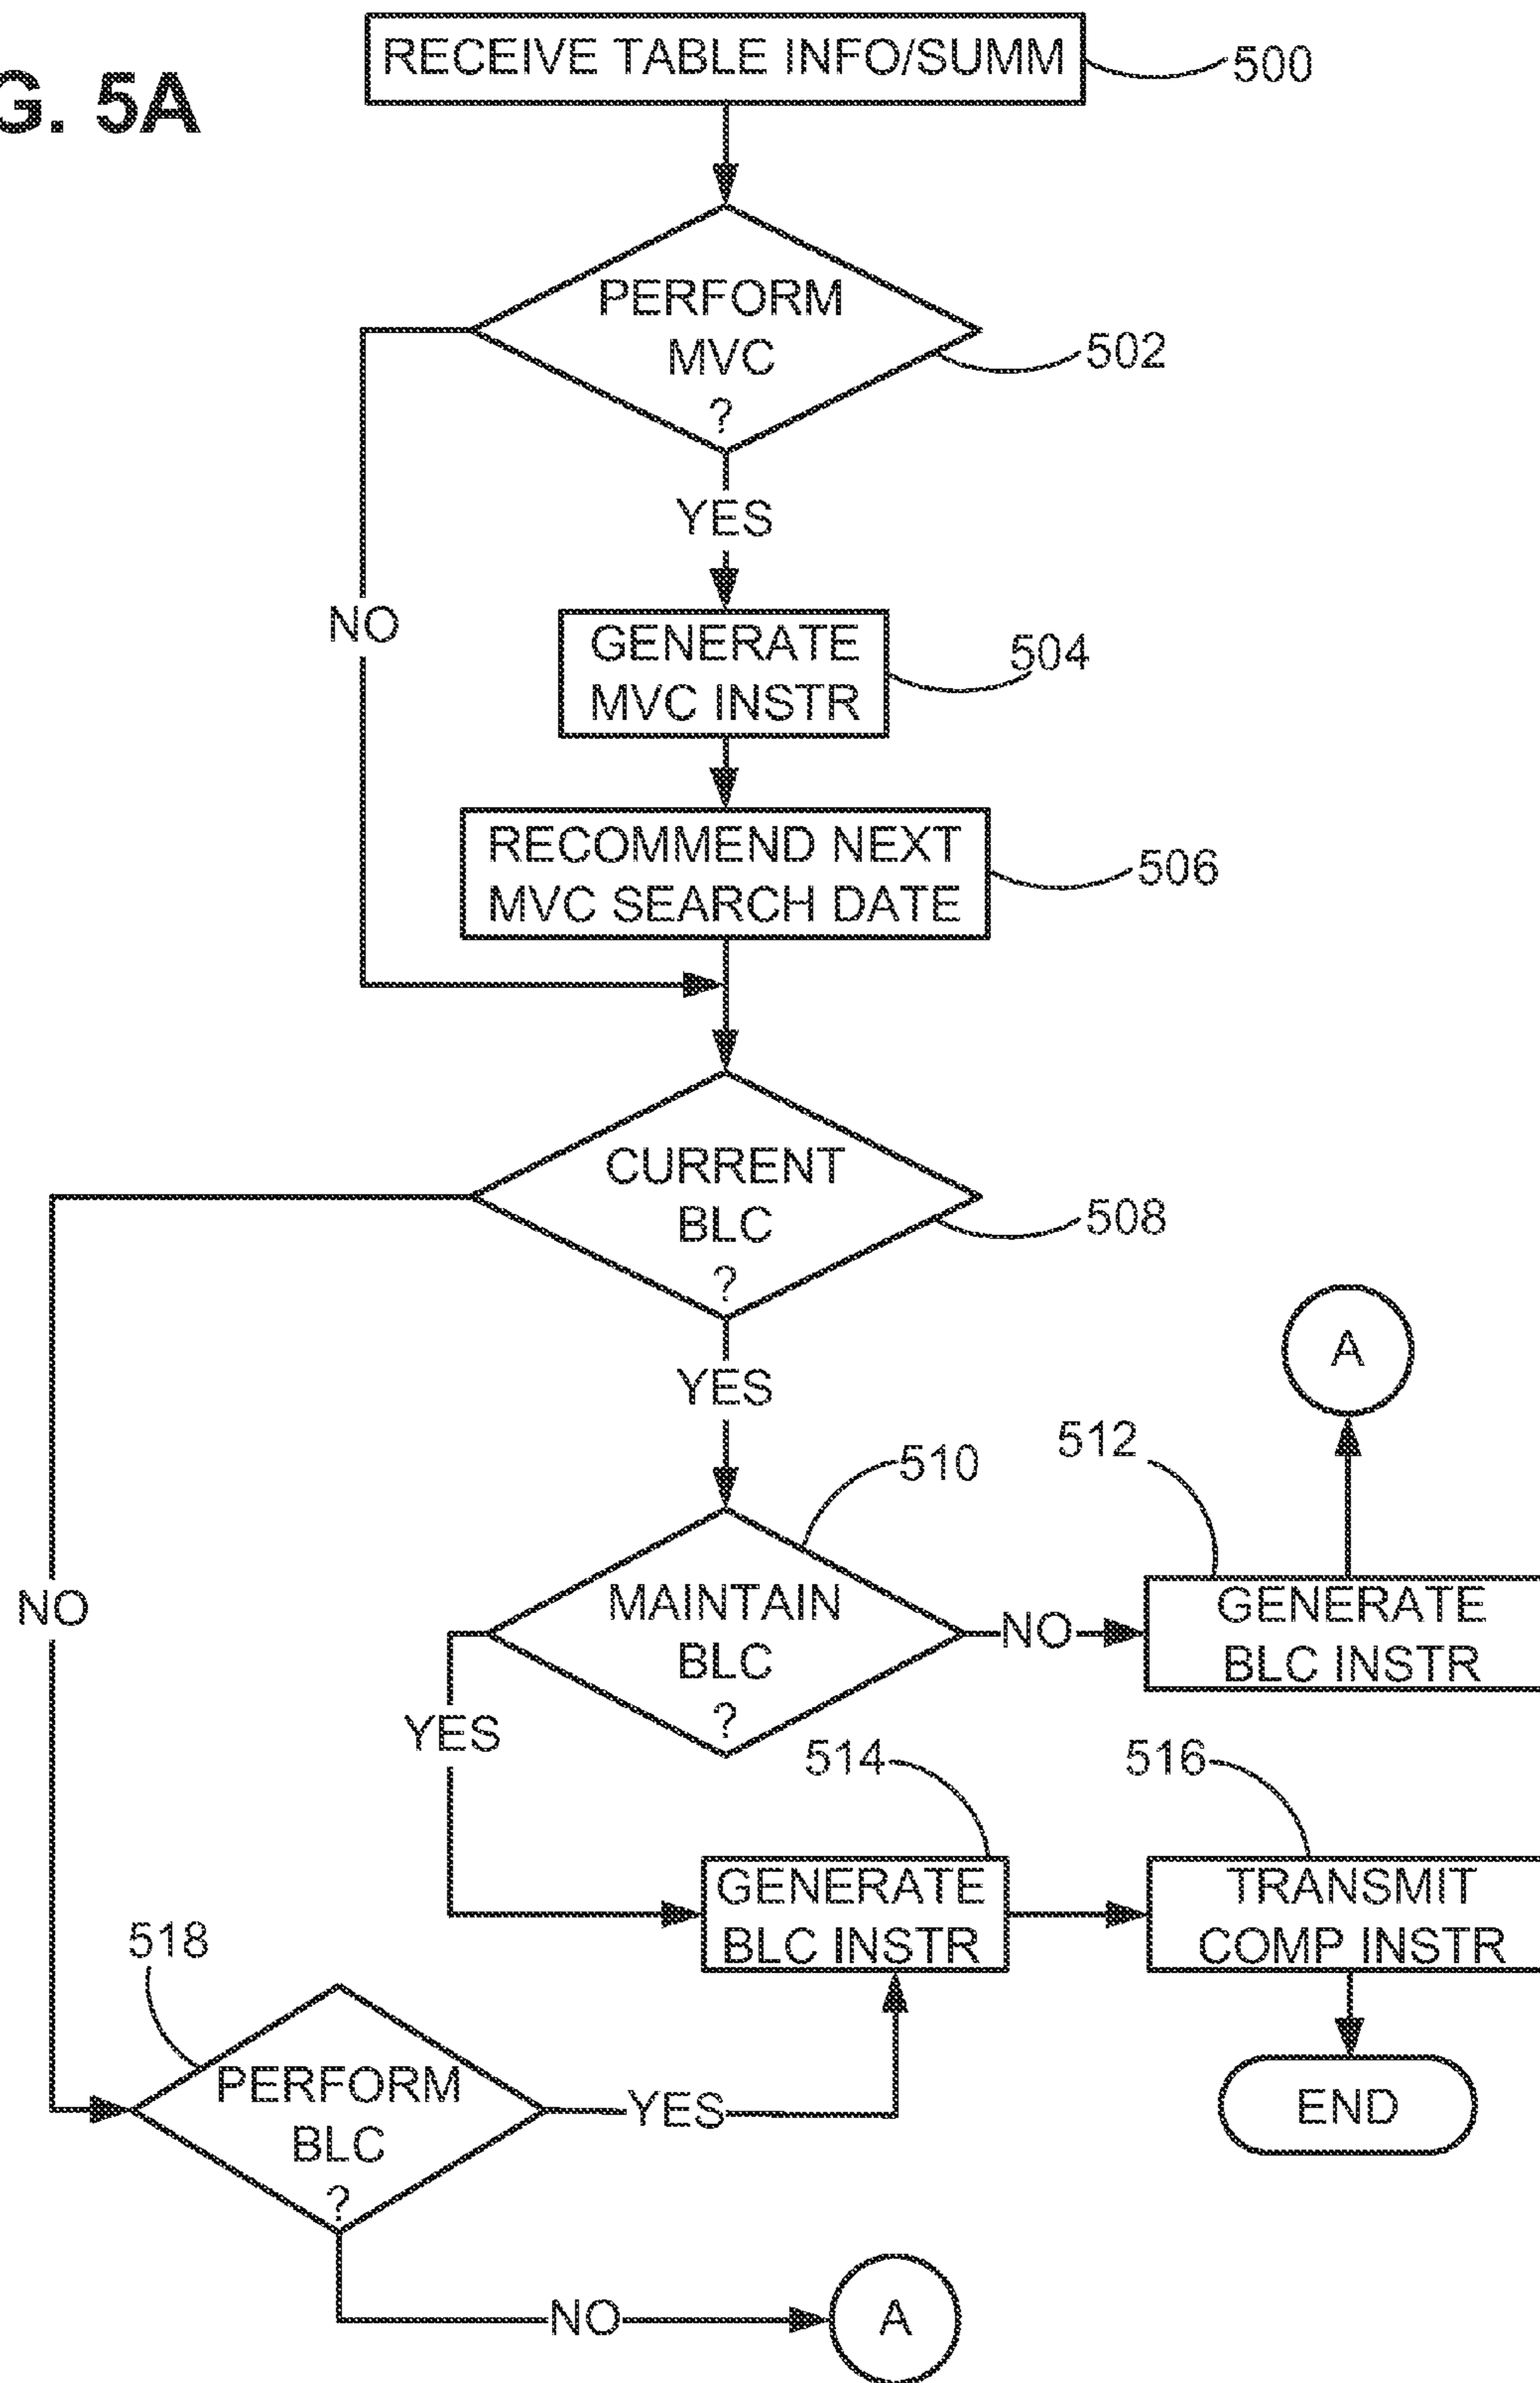 G. 5A
RECEIVE TABLE INFO/SUMM
500
PERFORM
MVC
?
502
YES
NO
GENERATE
MVC INSTR
504
RECOMMEND NEXT
MVC SEARCH DATE
506
CURRENT
BLC
?
508
YES
NO
A
510
512
MAINTAIN
BLC
?
NO
GENERATE
BLC INSTR
YES
514
516
GENERATE
BLC INSTR
TRANSMIT
COMP INSTR
518
PERFORM
BLC
?
YES
END
NO
A